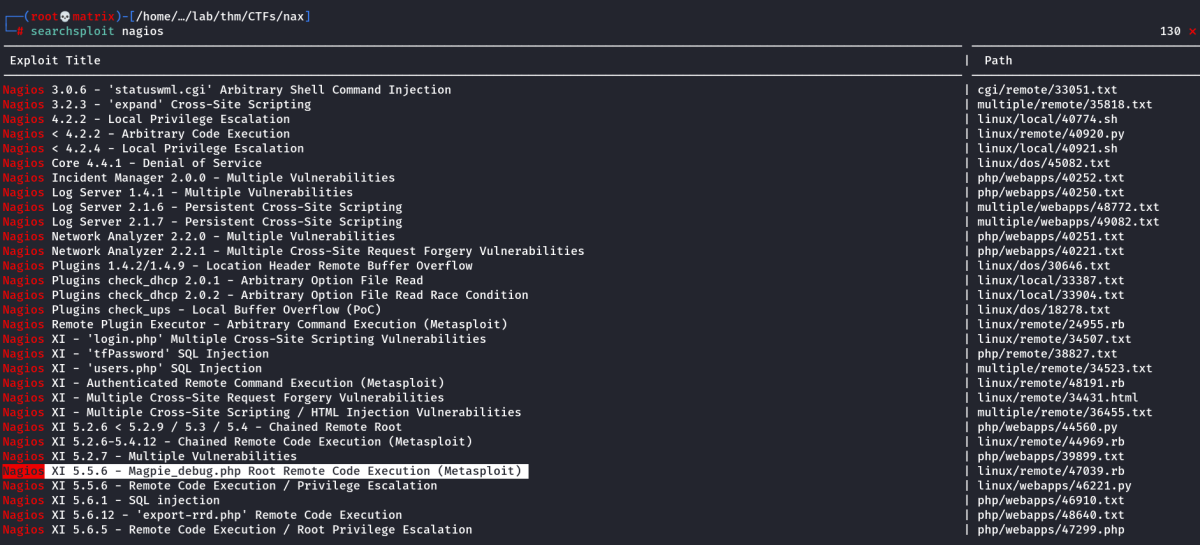 ┌──(root💀matrix)-[/home/…/lab/thm/CTFs/nax]
└─# searchsploit nagios 130 ⨯
Exploit Title | Path
Nagios 3.0.6 - 'statuswml.cgi' Arbitrary Shell Command Injection | cgi/remote/33051.txt
Nagios 3.2.3 - 'expand' Cross-Site Scripting | multiple/remote/35818.txt
Nagios 4.2.2 - Local Privilege Escalation | linux/local/40774.sh
Nagios < 4.2.2 - Arbitrary Code Execution | linux/remote/40920.py
Nagios < 4.2.4 - Local Privilege Escalation | linux/local/40921.sh
Nagios Core 4.4.1 - Denial of Service | linux/dos/45082.txt
Nagios Incident Manager 2.0.0 - Multiple Vulnerabilities | php/webapps/40252.txt
Nagios Log Server 1.4.1 - Multiple Vulnerabilities | php/webapps/40250.txt
Nagios Log Server 2.1.6 - Persistent Cross-Site Scripting | multiple/webapps/48772.txt
Nagios Log Server 2.1.7 - Persistent Cross-Site Scripting | multiple/webapps/49082.txt
Nagios Network Analyzer 2.2.0 - Multiple Vulnerabilities | php/webapps/40251.txt
Nagios Network Analyzer 2.2.1 - Multiple Cross-Site Request Forgery Vulnerabilities | php/webapps/40221.txt
Nagios Plugins 1.4.2/1.4.9 - Location Header Remote Buffer Overflow | linux/dos/30646.txt
Nagios Plugins check_dhcp 2.0.1 - Arbitrary Option File Read | linux/local/33387.txt
Nagios Plugins check_dhcp 2.0.2 - Arbitrary Option File Read Race Condition | linux/local/33904.txt
Nagios Plugins check_ups - Local Buffer Overflow (PoC) | linux/dos/18278.txt
Nagios Remote Plugin Executor - Arbitrary Command Execution (Metasploit) | linux/remote/24955.rb
Nagios XI - 'login.php' Multiple Cross-Site Scripting Vulnerabilities | linux/remote/34507.txt
Nagios XI - 'tfPassword' SQL Injection | php/remote/38827.txt
Nagios XI - 'users.php' SQL Injection | multiple/remote/34523.txt
Nagios XI - Authenticated Remote Command Execution (Metasploit) | linux/remote/48191.rb
Nagios XI - Multiple Cross-Site Request Forgery Vulnerabilities | linux/remote/34431.html
Nagios XI - Multiple Cross-Site Scripting / HTML Injection Vulnerabilities | multiple/remote/36455.txt
Nagios XI 5.2.6 < 5.2.9 / 5.3 / 5.4 - Chained Remote Root | php/webapps/44560.py
Nagios XI 5.2.6-5.4.12 - Chained Remote Code Execution (Metasploit) | linux/remote/44969.rb
Nagios XI 5.2.7 - Multiple Vulnerabilities | php/webapps/39899.txt
Nagios XI 5.5.6 - Magpie_debug.php Root Remote Code Execution (Metasploit) | linux/remote/47039.rb
Nagios XI 5.5.6 - Remote Code Execution / Privilege Escalation | linux/webapps/46221.py
Nagios XI 5.6.1 - SQL injection | php/webapps/46910.txt
Nagios XI 5.6.12 - 'export-rrd.php' Remote Code Execution | php/webapps/48640.txt
Nagios XI 5.6.5 - Remote Code Execution / Root Privilege Escalation | php/webapps/47299.php